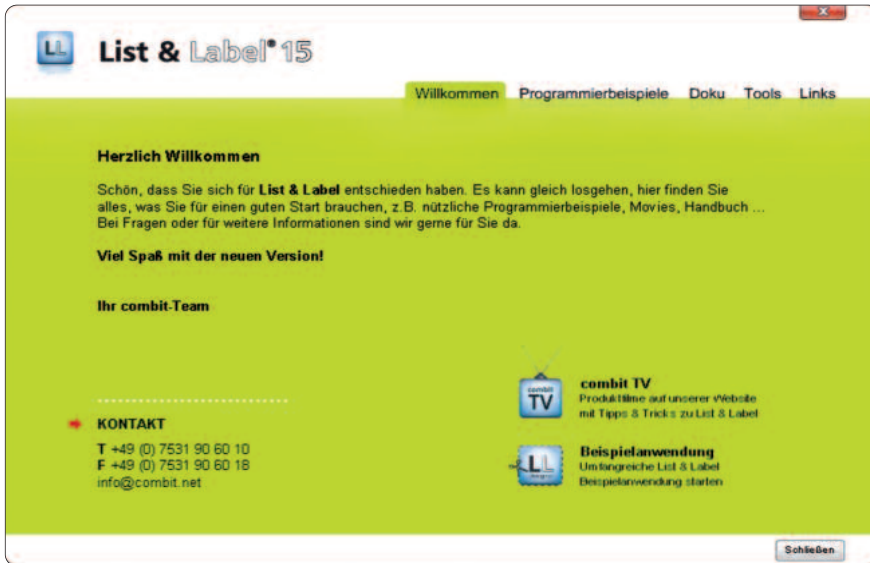 LL
List & Label® 15
Willkommen Programmierbeispiele Doku Tools Links
Herzlich Willkommen
Schön, dass Sie sich für List & Label entschieden haben. Es kann gleich losgehen, hier finden Sie
alles, was Sie für einen guten Start brauchen, z.B. nützliche Programmierbeispiele, Movies, Handbuch ...
Bei Fragen oder für weitere Informationen sind wir gerne für Sie da.
Viel Spaß mit der neuen Version!
Ihr combit-Team
combit
TV
combit TV
Produktfilme auf unserer Website
mit Tipps & Tricks zu List & Label
KONTAKT
T +49 (0) 7531 90 60 10
F +49 (0) 7531 90 60 18
info@combit.net
LL
Beispielanwendung
Umfangreiche List & Label
Beispielanwendung starten
Schließen